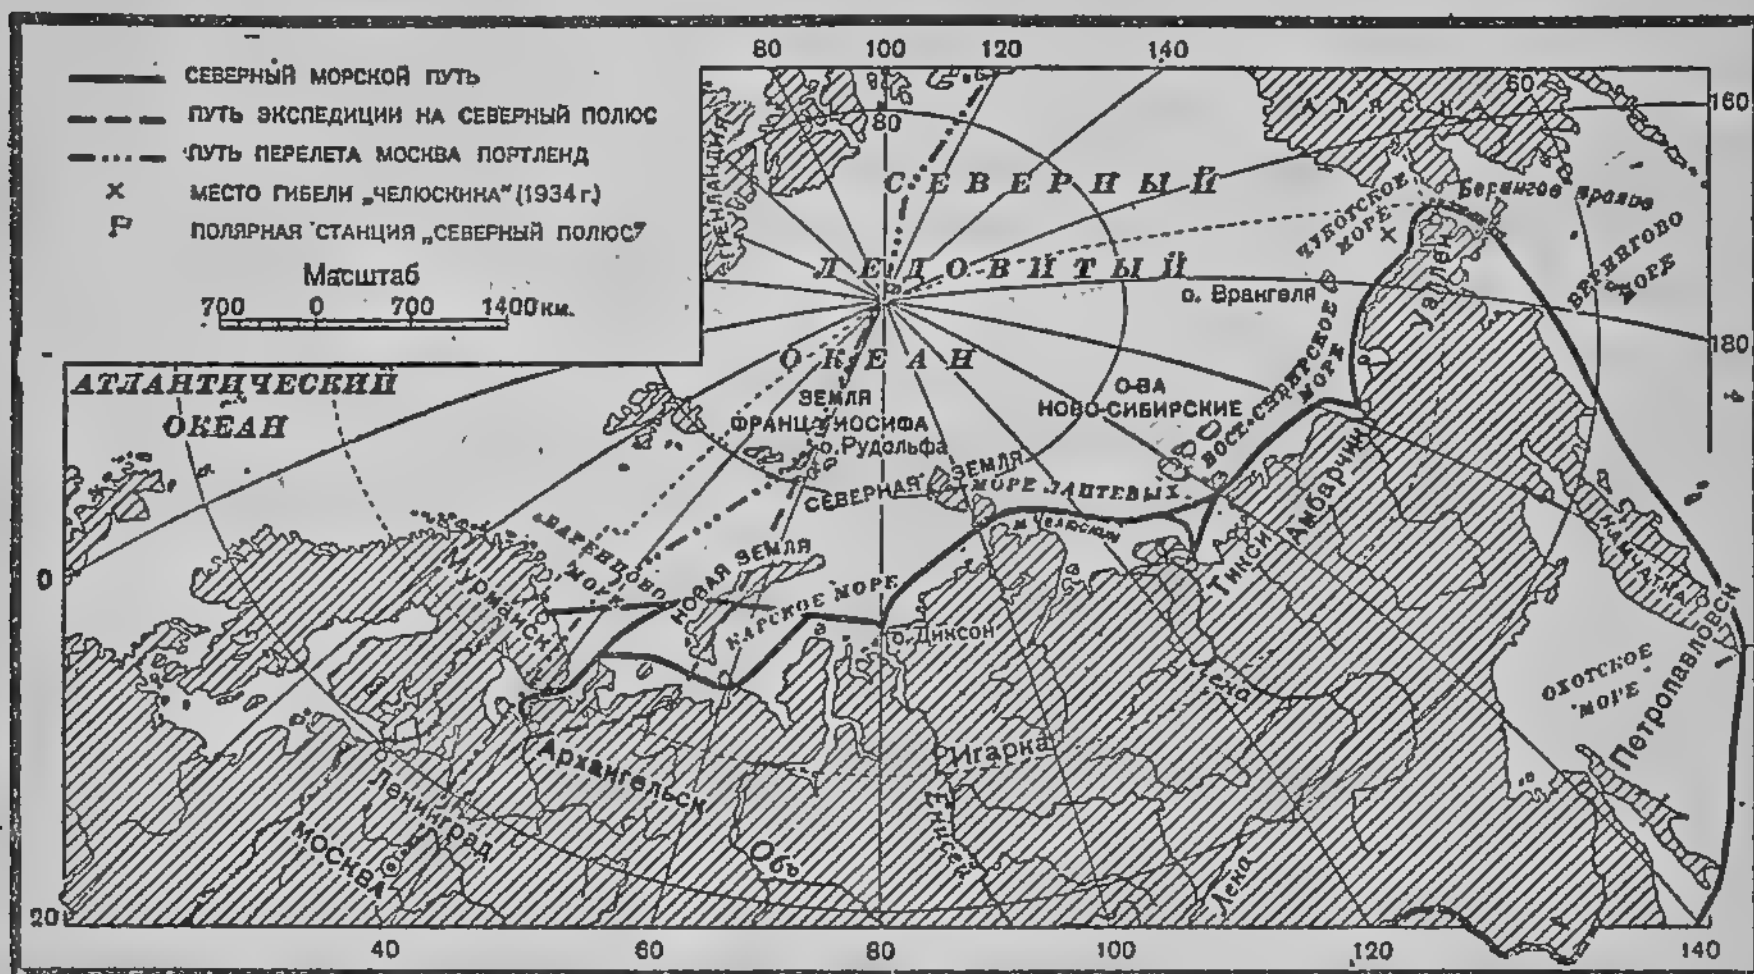 80 100 120 140
СЕВЕРНЫЙ МОРСКОЙ ПУТЬ
ПУТЬ ЭКСПЕДИЦИИ НА СЕВЕРНЫЙ ПОЛЮС
ПУТЬ ПЕРЕЛЕТА МОСКВА ПОРТЛЕНД
МЕСТО ГИБЕЛИ „ЧЕЛЮСКИНА" (1934 г.)
ПОЛЯРНАЯ СТАНЦИЯ „СЕВЕРНЫЙ ПОЛЮС"
Масштаб
700 0 700 1400 км.
ГРЕНЛАНДИЯ
80
60
АЛЯСКА
160
СЕВЕРНЫЙ
ЛЕДОВИТЫЙ
ОКЕАН
ЧУКОТСКОЕ
МОРЕ
Берингов пролив
БЕРИНГОВО
МОРЕ
Уэллен
о. Врангеля
180
АТЛАНТИЧЕСКИЙ
ОКЕАН
ЗЕМЛЯ
ФРАНЦА ИОСИФА
о. Рудольфа
О-ВА
НОВО-СИБИРСКИЕ
ВОСТ-СИБИРСКОЕ
МОРЕ
СЕВЕРНАЯ ЗЕМЛЯ
МОРЕ ЛАПТЕВЫХ
м. Челюскин
Амбарчик
Тикси
КАМЧАТКА
БАРЕНЦОВО
МОРЕ
НОВАЯ ЗЕМЛЯ
КАРСКОЕ МОРЕ
Мурманск
о. Диксон
Лена
ОХОТСКОЕ
МОРЕ
Петропавловск
0
Архангельск
Игарка
Ленинград
МОСКВА
Обь
Енисей
Лена
20
40 60 80 100 120 140